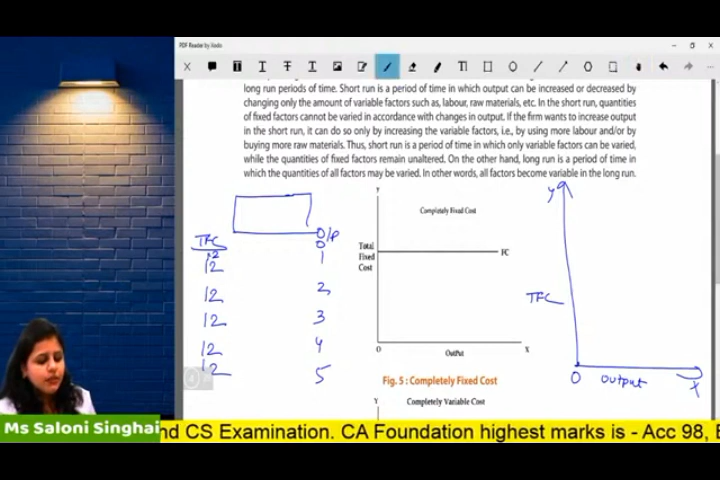 PDF Reader by Xodo
long run periods of time. Short run is a period of time in which output can be increased or decreased by
changing only the amount of variable factors such as, labour, raw materials, etc. In the short run, quantities
of fixed factors cannot be varied in accordance with changes in output. If the firm wants to increase output
in the short run, it can do so only by increasing the variable factors, i.e., by using more labour and/or by
buying more raw materials. Thus, short run is a period of time in which only variable factors can be varied,
while the quantities of fixed factors remain unaltered. On the other hand, long run is a period of time in
which the quantities of all factors may be varied. In other words, all factors become variable in the long run.
TFC O/P
12 0
12 1
12 2
12 3
12 4
12 5
Y
Completely Fixed Cost
Total
Fixed
Cost
FC
O Output X
Fig. 5 : Completely Fixed Cost
Y Completely Variable Cost
y
TFC
O output X
Ms Saloni Singhai
nd CS Examination. CA Foundation highest marks is - Acc 98,